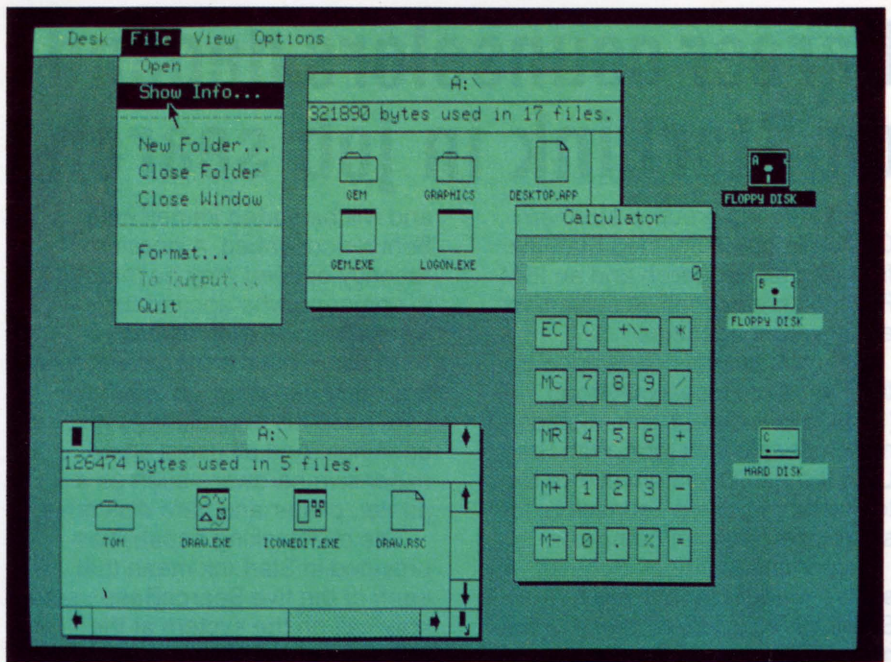 Desk File View Options
Open
Show Info...
New Folder...
Close Folder
Close Window
Format...
To Output...
Quit
A:\
321890 bytes used in 17 files.
GEM GRAPHICS DESKTOP.APP
GEM.EXE LOGON.EXE
Calculator
0
EC C +\- *
MC 7 8 9 /
MR 4 5 6 +
M+ 1 2 3 -
M- 0 . % =
A
FLOPPY DISK
B
FLOPPY DISK
C
HARD DISK
A:\
126474 bytes used in 5 files.
TOM DRAW.EXE ICONEDIT.EXE DRAW.RSC